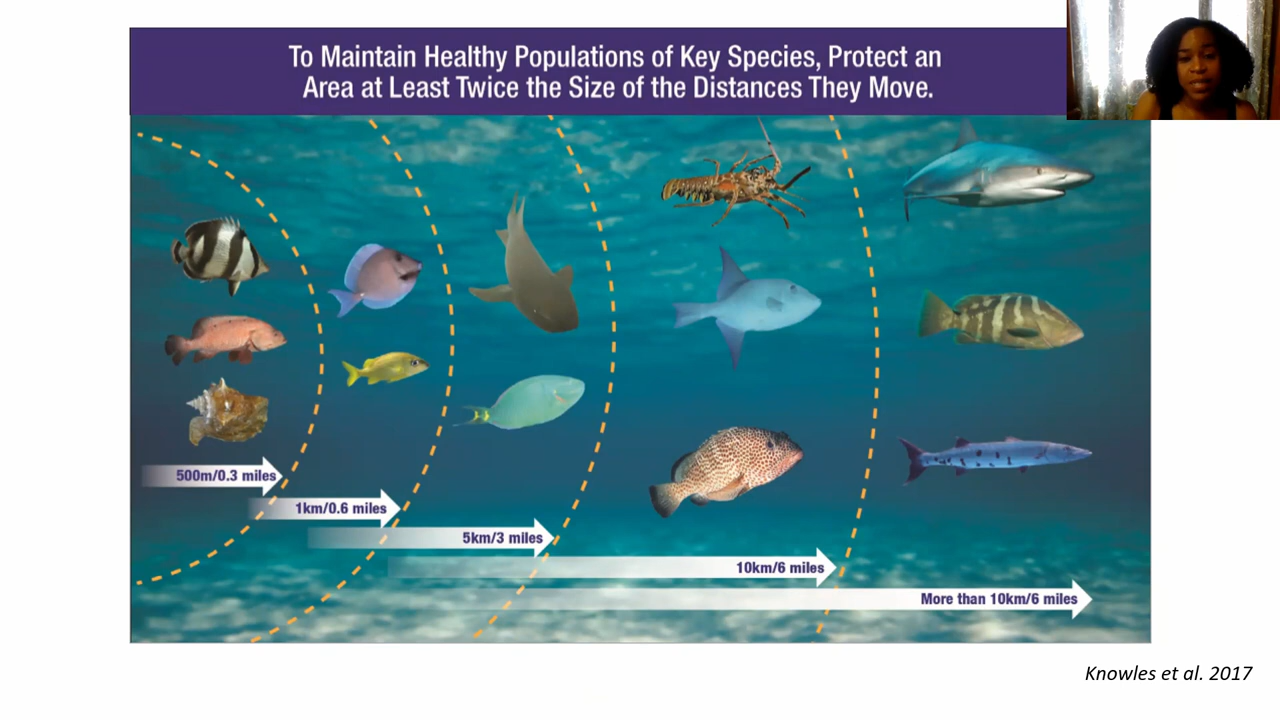 To Maintain Healthy Populations of Key Species, Protect an
Area at Least Twice the Size of the Distances They Move.
500m/0.3 miles
1km/0.6 miles
5km/3 miles
10km/6 miles
More than 10km/6 miles
Knowles et al. 2017